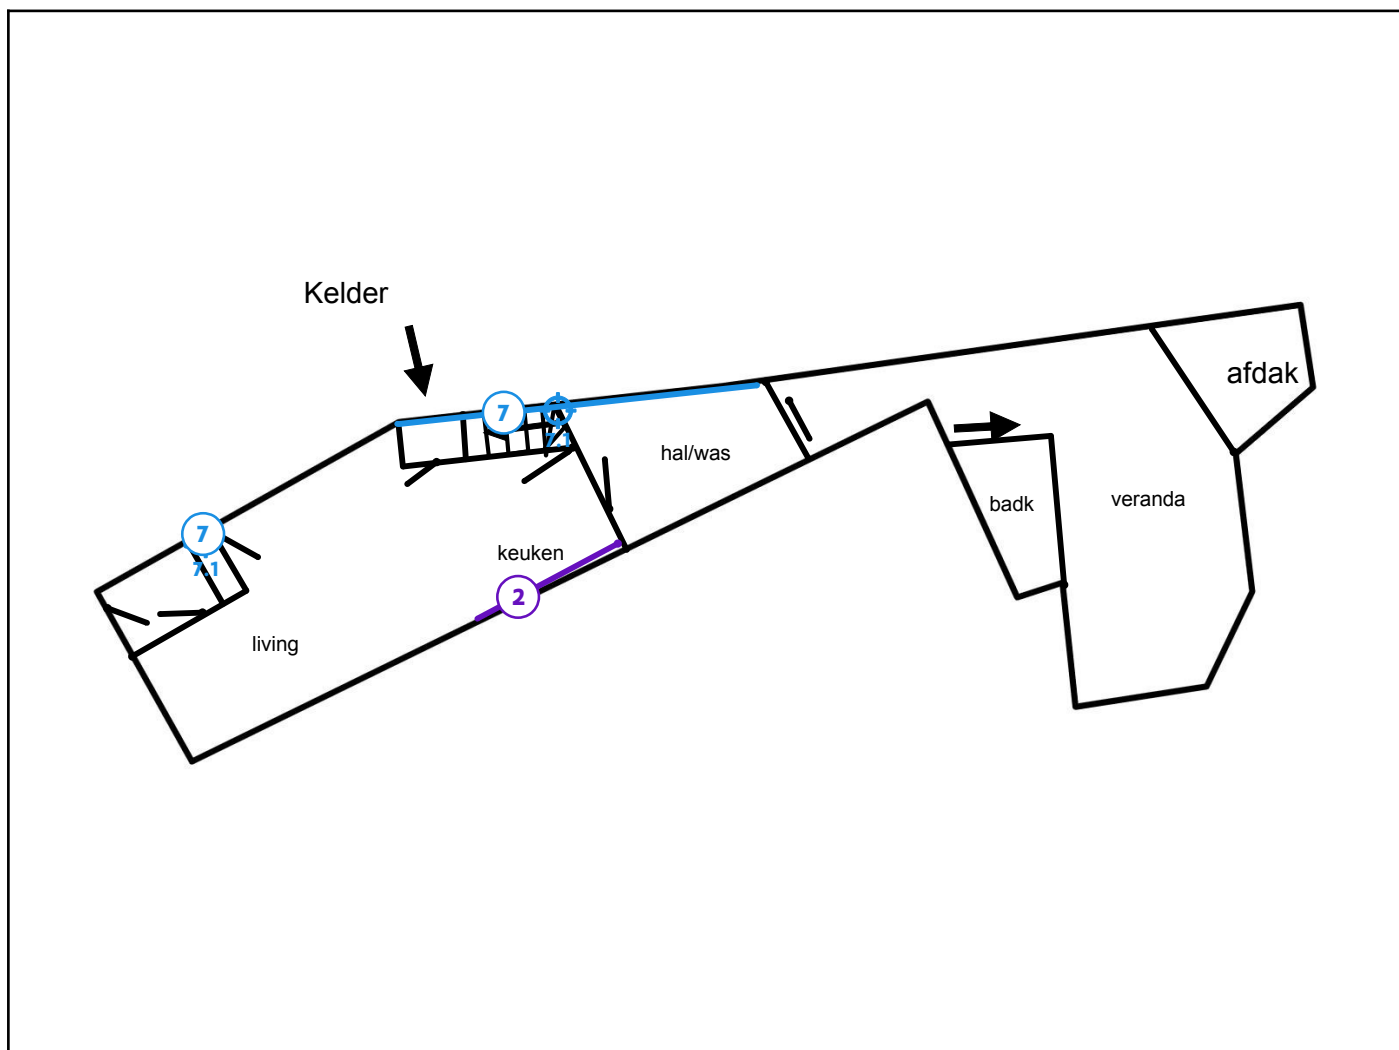 Kelder
afdak
7
7.1
hal/was
veranda
badk
7
7.1
keuken
2
living